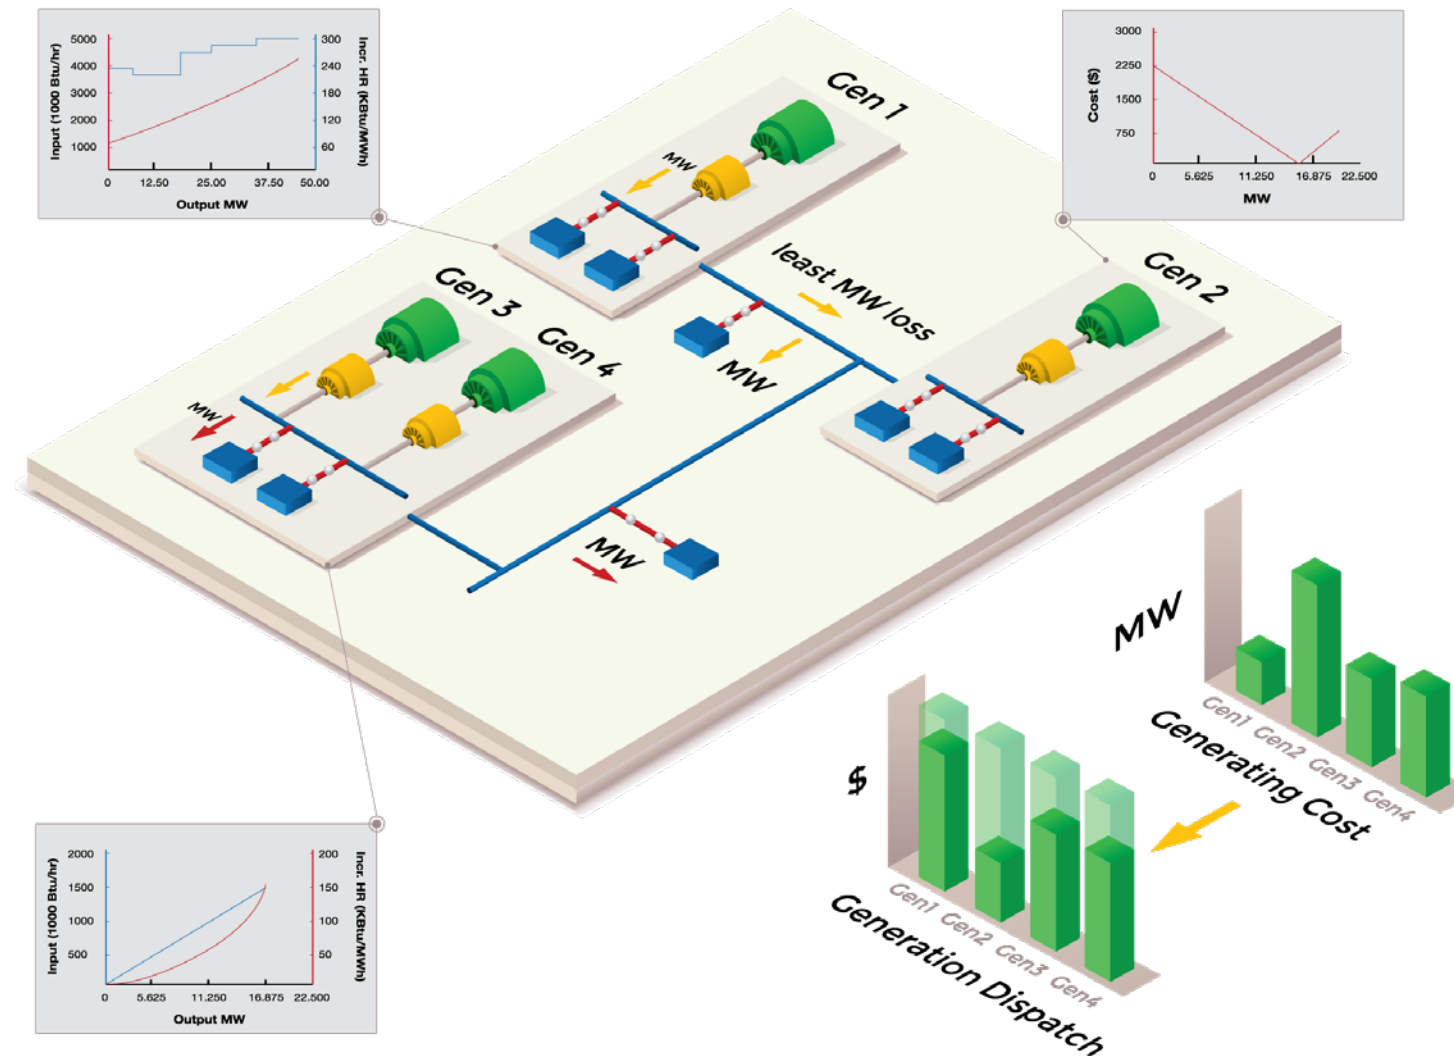 Input (1000 Btu/hr)
5000
4000
3000
2000
1000
0
12.50
25.00
37.50
50.00
Output MW
300
240
180
120
60
Incr. HR (KBtu/MWh)
Cost ($)
3000
2250
1500
750
0
5.625
11.250
16.875
22.500
MW
Gen 1
MW
least MW loss
MW
Gen 2
Gen 3
Gen 4
MW
MW
Input (1000 Btu/hr)
2000
1500
1000
500
0
5.625
11.250
16.875
22.500
Output MW
200
150
100
50
Incr. HR (KBtu/MWh)
MW
Gen1
Gen2
Gen3
Gen4
Generating Cost
$
Gen1
Gen2
Gen3
Gen4
Generation Dispatch